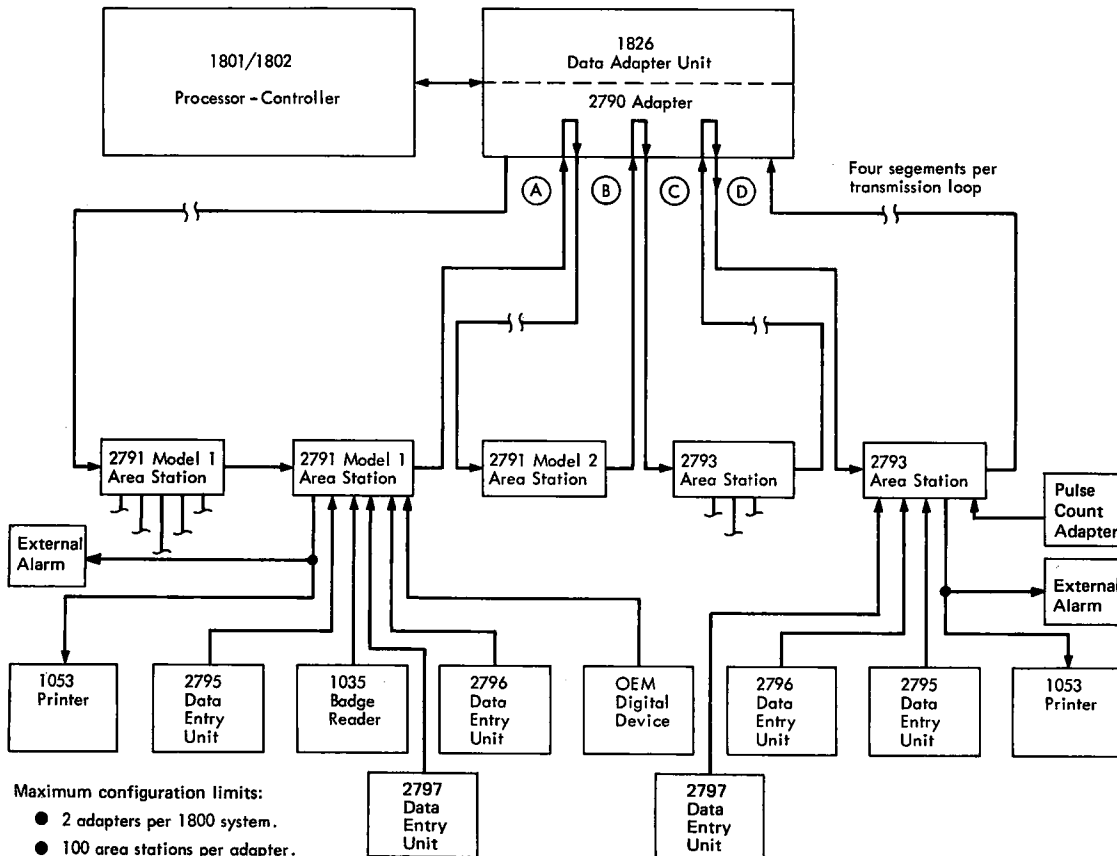 1801/1802
Processor - Controller
1826
Data Adapter Unit
2790 Adapter
A
B
C
D
Four segements per
transmission loop
2791 Model 1
Area Station
2791 Model 1
Area Station
2791 Model 2
Area Station
2793
Area Station
2793
Area Station
Pulse
Count
Adapter
External
Alarm
External
Alarm
1053
Printer
2795
Data
Entry
Unit
1035
Badge
Reader
2796
Data
Entry
Unit
OEM
Digital
Device
2796
Data
Entry
Unit
2795
Data
Entry
Unit
1053
Printer
2797
Data
Entry
Unit
2797
Data
Entry
Unit
Maximum configuration limits:
● 2 adapters per 1800 system.
● 100 area stations per adapter.